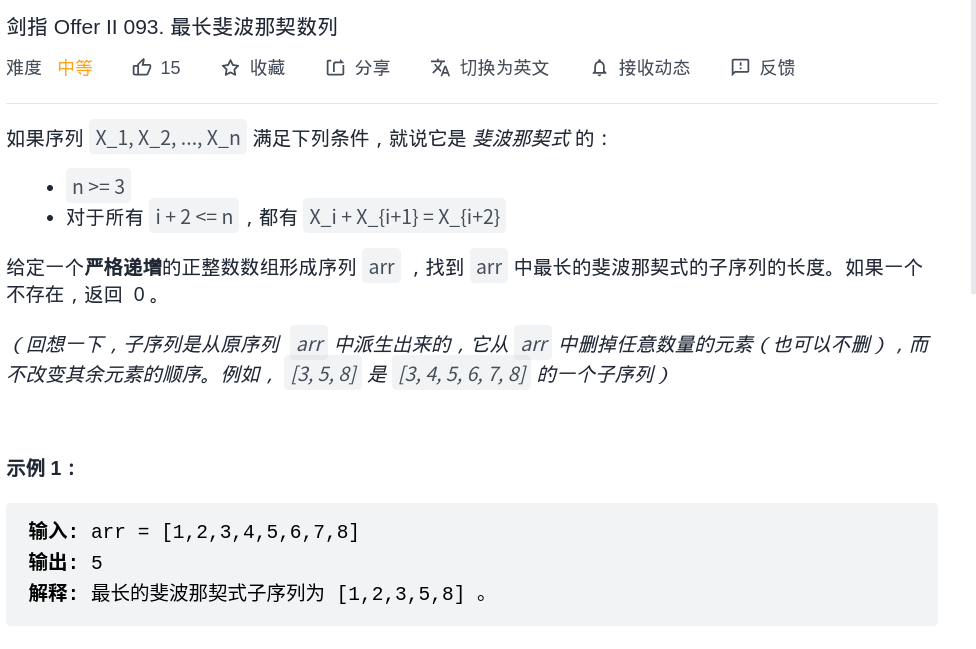 剑指 Offer II 093. 最长斐波那契数列
难度 中等 15 收藏 分享 切换为英文 接收动态 反馈
如果序列 X_1, X_2, ..., X_n 满足下列条件，就说它是 斐波那契式 的：
• n >= 3
• 对于所有 i + 2 <= n ，都有 X_i + X_{i+1} = X_{i+2}
给定一个严格递增的正整数数组形成序列 arr ，找到 arr 中最长的斐波那契式的子序列的长度。如果一个
不存在，返回 0 。
（回想一下，子序列是从原序列 arr 中派生出来的，它从 arr 中删掉任意数量的元素（也可以不删），而
不改变其余元素的顺序。例如， [3, 5, 8] 是 [3, 4, 5, 6, 7, 8] 的一个子序列）
示例 1：
输入: arr = [1,2,3,4,5,6,7,8]
输出: 5
解释: 最长的斐波那契式子序列为 [1,2,3,5,8] 。